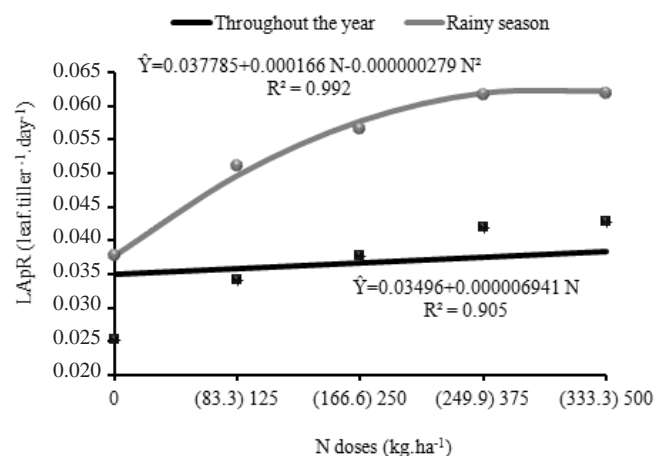 Throughout the year Rainy season
Ŷ=0.037785+0.000166 N-0.000000279 N²
R² = 0.992
0.065
0.060
0.055
0.050
0.045
0.040
0.035
0.030
0.025
0.020
LApR (leaf.tiller⁻¹.day⁻¹)
Ŷ=0.03496+0.000006941 N
R² = 0.905
0 (83.3) 125 (166.6) 250 (249.9) 375 (333.3) 500
N doses (kg.ha⁻¹)